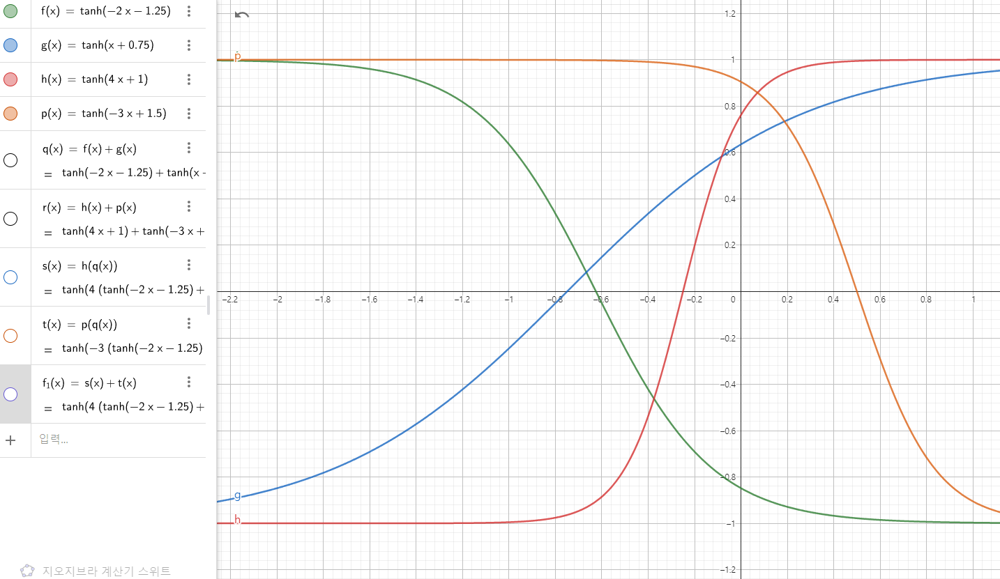 f(x) = tanh(−2 x − 1.25)
g(x) = tanh(x + 0.75)
h(x) = tanh(4 x + 1)
p(x) = tanh(−3 x + 1.5)
q(x) = f(x) + g(x)
= tanh(−2 x − 1.25) + tanh(x −
r(x) = h(x) + p(x)
= tanh(4 x + 1) + tanh(−3 x +
s(x) = h(q(x))
= tanh(4 (tanh(−2 x − 1.25) +
t(x) = p(q(x))
= tanh(−3 (tanh(−2 x − 1.25)
f₁(x) = s(x) + t(x)
= tanh(4 (tanh(−2 x − 1.25) +
+ 입력...
지오지브라 계산기 스위트
p
g
h
1.2
1
0.8
0.6
0.4
0.2
−2.2 −2 −1.8 −1.6 −1.4 −1.2 −1 −0.8 −0.6 −0.4 −0.2 0 0.2 0.4 0.6 0.8 1
−0.2
−0.4
−0.6
−0.8
−1
−1.2